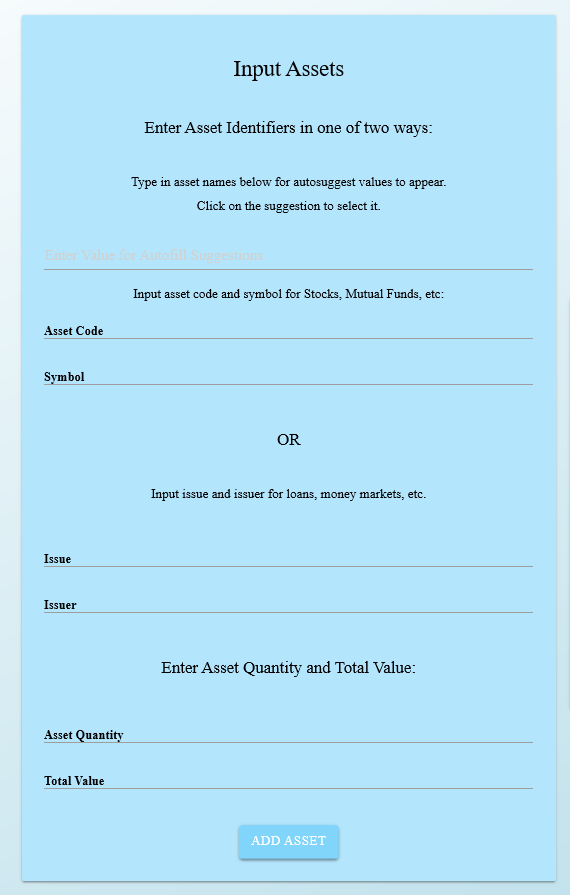 Input Assets
Enter Asset Identifiers in one of two ways:
Type in asset names below for autosuggest values to appear.
Click on the suggestion to select it.
Enter Value for Autofill Suggestions
Input asset code and symbol for Stocks, Mutual Funds, etc:
Asset Code
Symbol
OR
Input issue and issuer for loans, money markets, etc.
Issue
Issuer
Enter Asset Quantity and Total Value:
Asset Quantity
Total Value
ADD ASSET